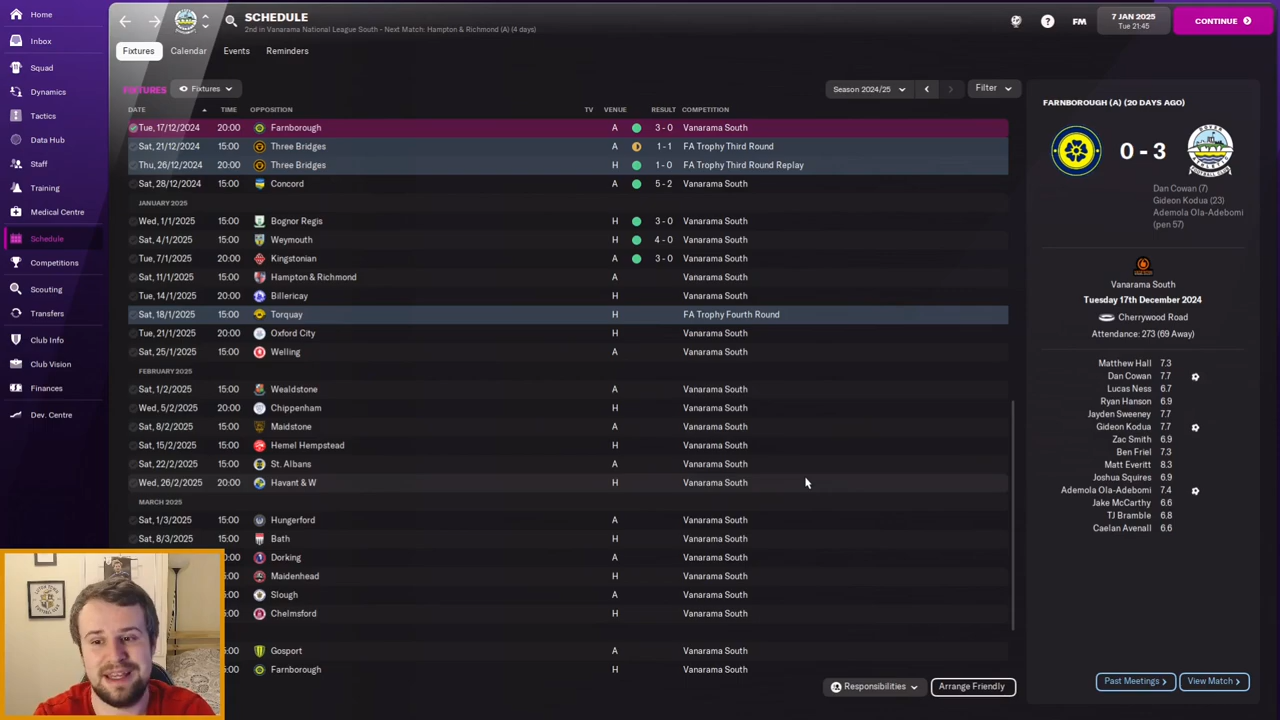 Home
Inbox
Squad
Dynamics
Tactics
Data Hub
Staff
Training
Medical Centre
Schedule
Competitions
Scouting
Transfers
Club Info
Club Vision
Finances
Dev. Centre
SCHEDULE
2nd in Vanarama National League South - Next Match: Hampton & Richmond (A) (4 days)
FM
7 JAN 2025
Tue 21:45
CONTINUE
Fixtures Calendar Events Reminders
FIXTURES Fixtures Season 2024/25 Filter
DATE TIME OPPOSITION TV VENUE RESULT COMPETITION
Tue, 17/12/2024 20:00 Farnborough A 3 - 0 Vanarama South
Sat, 21/12/2024 15:00 Three Bridges A 1 - 1 FA Trophy Third Round
Thu, 26/12/2024 20:00 Three Bridges H 1 - 0 FA Trophy Third Round Replay
Sat, 28/12/2024 15:00 Concord A 5 - 2 Vanarama South
JANUARY 2025
Wed, 1/1/2025 15:00 Bognor Regis H 3 - 0 Vanarama South
Sat, 4/1/2025 15:00 Weymouth H 4 - 0 Vanarama South
Tue, 7/1/2025 20:00 Kingstonian A 3 - 0 Vanarama South
Sat, 11/1/2025 15:00 Hampton & Richmond A Vanarama South
Tue, 14/1/2025 20:00 Billericay H Vanarama South
Sat, 18/1/2025 15:00 Torquay H FA Trophy Fourth Round
Tue, 21/1/2025 20:00 Oxford City H Vanarama South
Sat, 25/1/2025 15:00 Welling A Vanarama South
FEBRUARY 2025
Sat, 1/2/2025 15:00 Wealdstone A Vanarama South
Wed, 5/2/2025 20:00 Chippenham H Vanarama South
Sat, 8/2/2025 15:00 Maidstone A Vanarama South
Sat, 15/2/2025 15:00 Hemel Hempstead H Vanarama South
Sat, 22/2/2025 15:00 St. Albans A Vanarama South
Wed, 26/2/2025 20:00 Havant & W H Vanarama South
MARCH 2025
Sat, 1/3/2025 15:00 Hungerford A Vanarama South
Sat, 8/3/2025 15:00 Bath H Vanarama South
Dorking A Vanarama South
Maidenhead H Vanarama South
Slough A Vanarama South
Chelmsford H Vanarama South
Gosport A Vanarama South
Farnborough H Vanarama South
Responsibilities Arrange Friendly
FARNBOROUGH (A) (20 DAYS AGO)
0 - 3
Dan Cowan (7)
Gideon Kodua (23)
Ademola Ola-Adebomi
(pen 57)
Vanarama South
Tuesday 17th December 2024
Cherrywood Road
Attendance: 273 (69 Away)
Matthew Hall 7.3
Dan Cowan 7.7
Lucas Ness 6.7
Ryan Hanson 6.9
Jayden Sweeney 7.7
Gideon Kodua 7.7
Zac Smith 6.9
Ben Friel 7.3
Matt Everitt 8.3
Joshua Squires 6.9
Ademola Ola-Adebomi 7.4
Jake McCarthy 6.6
TJ Bramble 6.8
Caelan Avenall 6.6
Past Meetings View Match